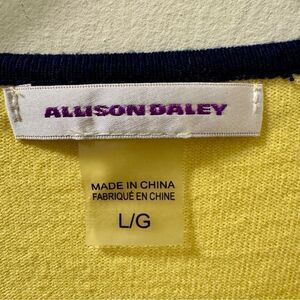 ALLISON DALEY
MADE IN CHINA
FABRIQUÉ EN CHINE
L/G